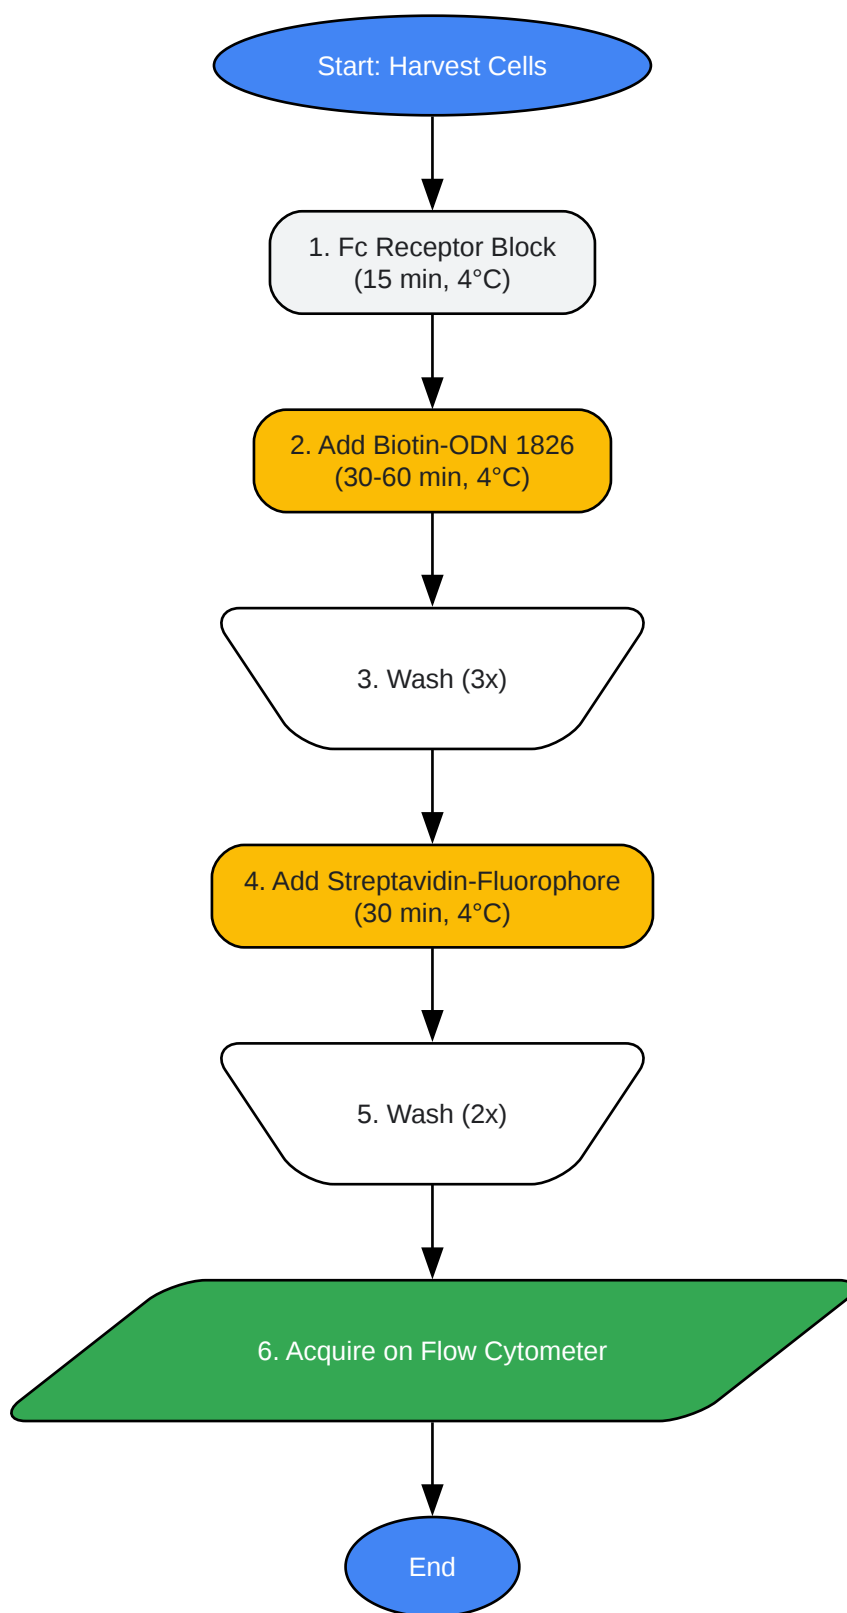 Start: Harvest Cells
1. Fc Receptor Block
(15 min, 4°C)
2. Add Biotin-ODN 1826
(30-60 min, 4°C)
3. Wash (3x)
4. Add Streptavidin-Fluorophore
(30 min, 4°C)
5. Wash (2x)
6. Acquire on Flow Cytometer
End